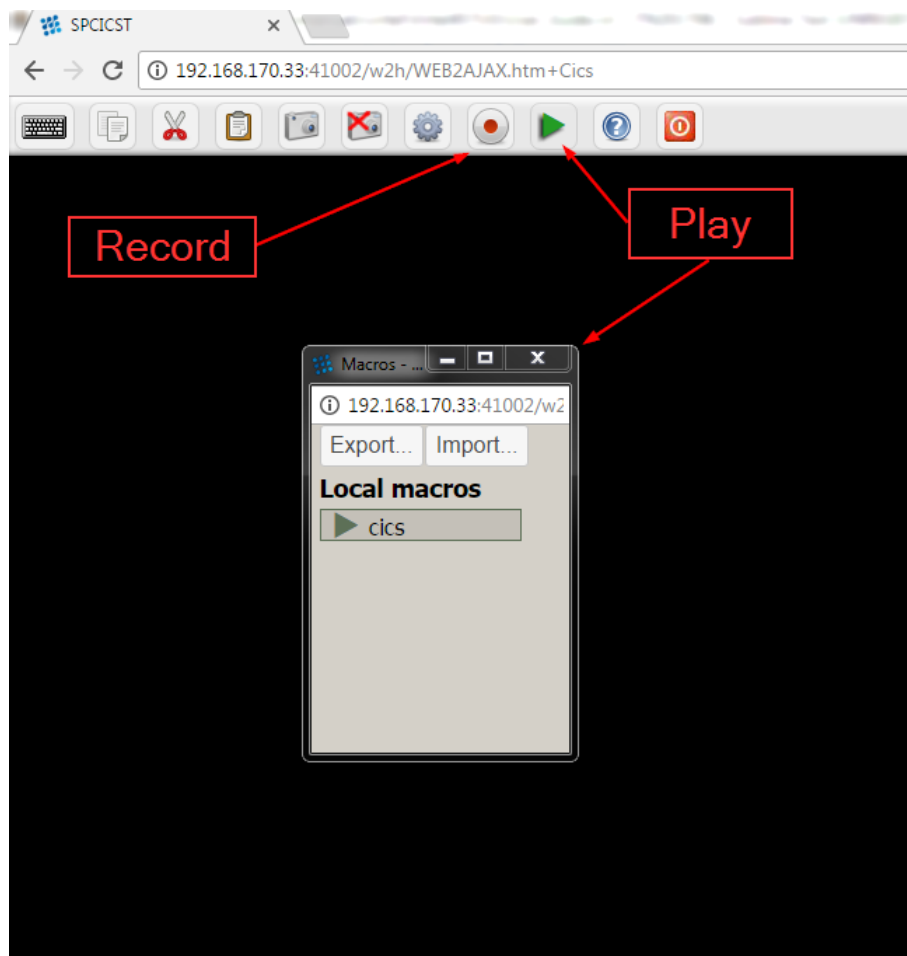 SPCICST
192.168.170.33:41002/w2h/WEB2AJAX.htm+Cics
Record
Play
Macros - ...
192.168.170.33:41002/w2
Export... Import...
Local macros
cics